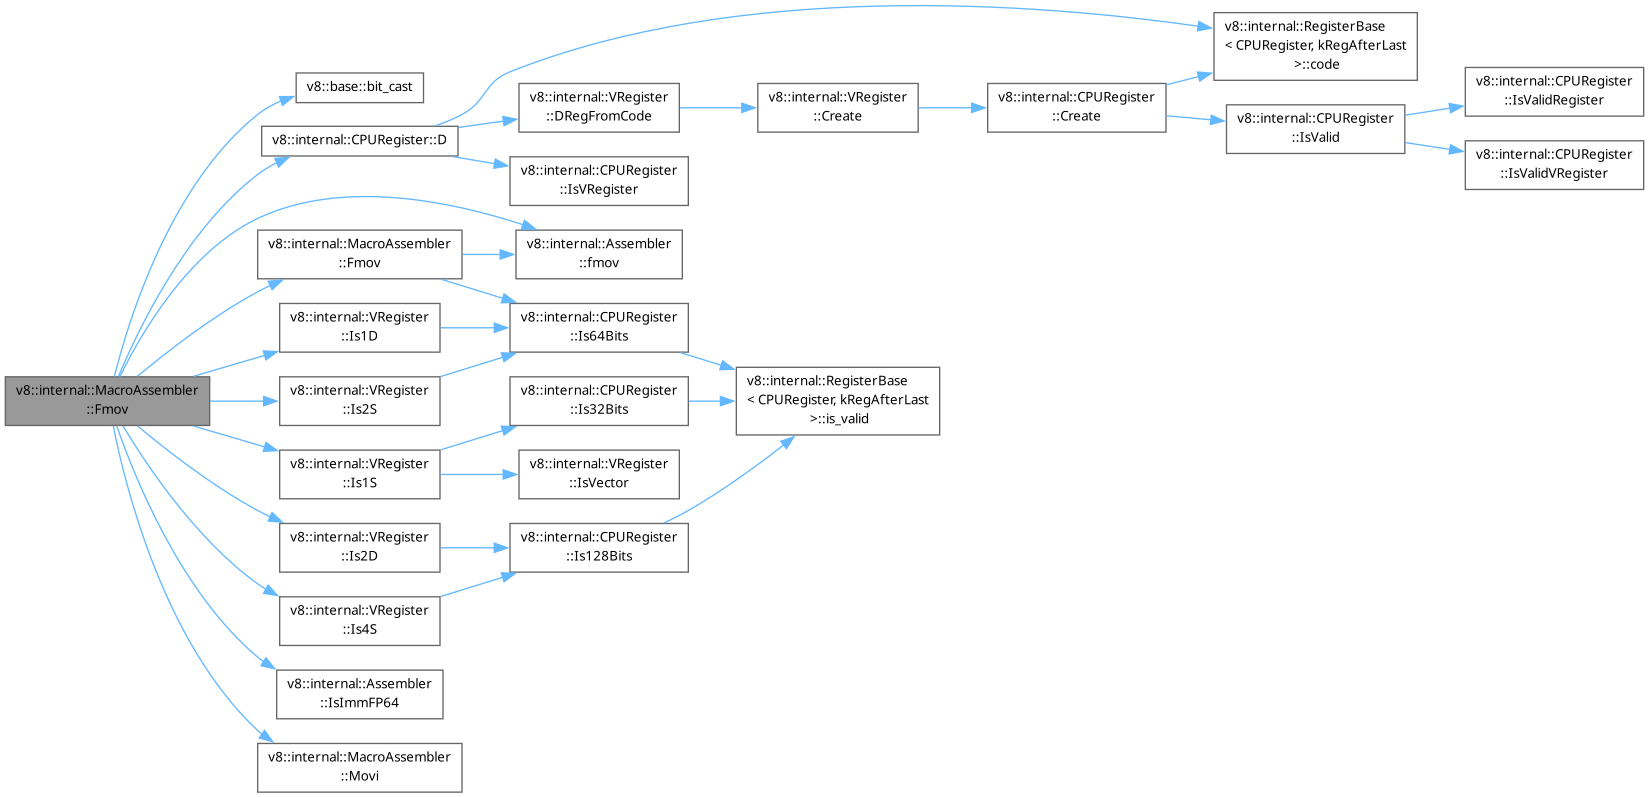 v8::internal::MacroAssembler
::Fmov
v8::base::bit_cast
v8::internal::CPURegister::D
v8::internal::MacroAssembler
::Fmov
v8::internal::VRegister
::Is1D
v8::internal::VRegister
::Is2S
v8::internal::VRegister
::Is1S
v8::internal::VRegister
::Is2D
v8::internal::VRegister
::Is4S
v8::internal::Assembler
::IsImmFP64
v8::internal::MacroAssembler
::Movi
v8::internal::VRegister
::DRegFromCode
v8::internal::CPURegister
::IsVRegister
v8::internal::Assembler
::fmov
v8::internal::CPURegister
::Is64Bits
v8::internal::CPURegister
::Is32Bits
v8::internal::VRegister
::IsVector
v8::internal::CPURegister
::Is128Bits
v8::internal::VRegister
::Create
v8::internal::RegisterBase
< CPURegister, kRegAfterLast
>::is_valid
v8::internal::CPURegister
::Create
v8::internal::RegisterBase
< CPURegister, kRegAfterLast
>::code
v8::internal::CPURegister
::IsValid
v8::internal::CPURegister
::IsValidRegister
v8::internal::CPURegister
::IsValidVRegister